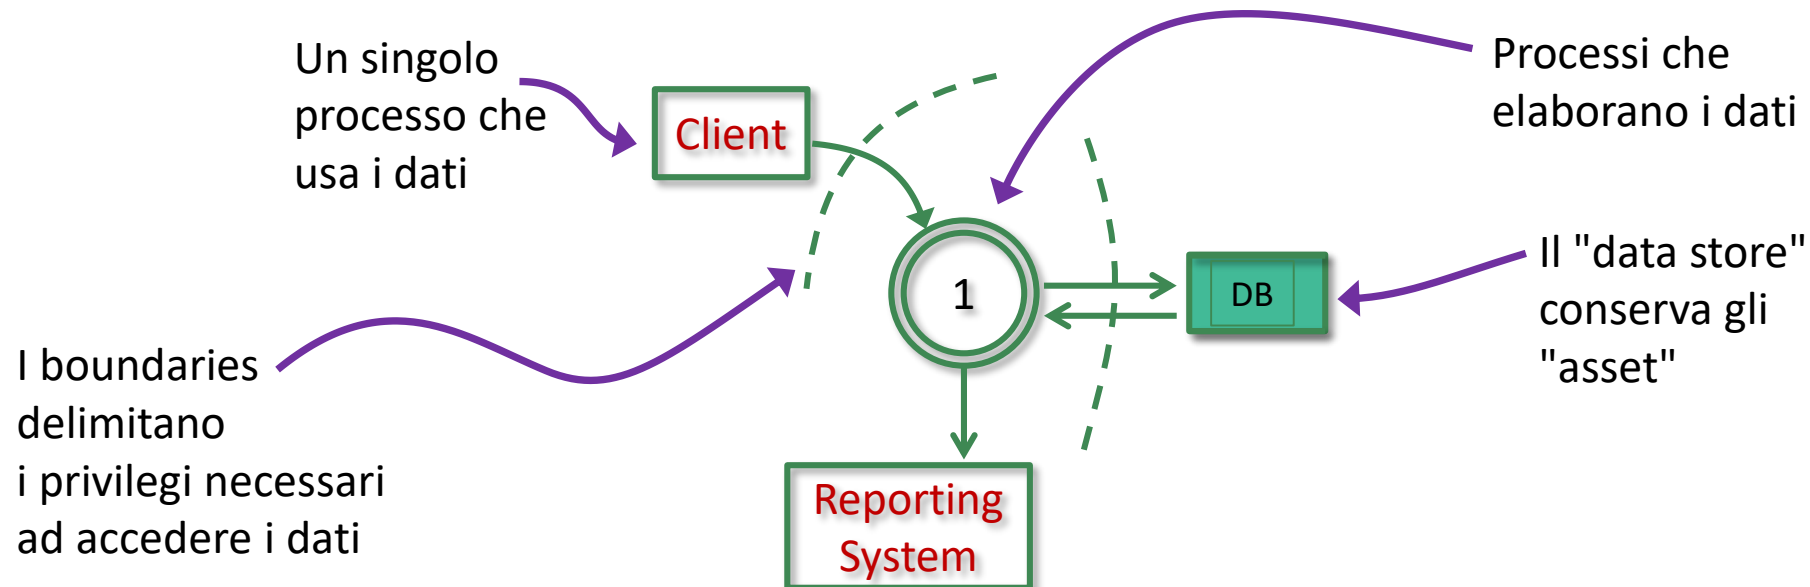 Un singolo
processo che
usa i dati
Client
Processi che
elaborano i dati
1
DB
Il "data store"
conserva gli
"asset"
I boundaries
delimitano
i privilegi necessari
ad accedere i dati
Reporting
System